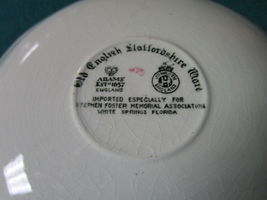 Old English Staffordshire Ware
ADAMS
ESTD 1657
ENGLAND
IMPORTED ESPECIALLY FOR
STEPHEN FOSTER MEMORIAL ASSOCIATION
WHITE SPRINGS FLORIDA